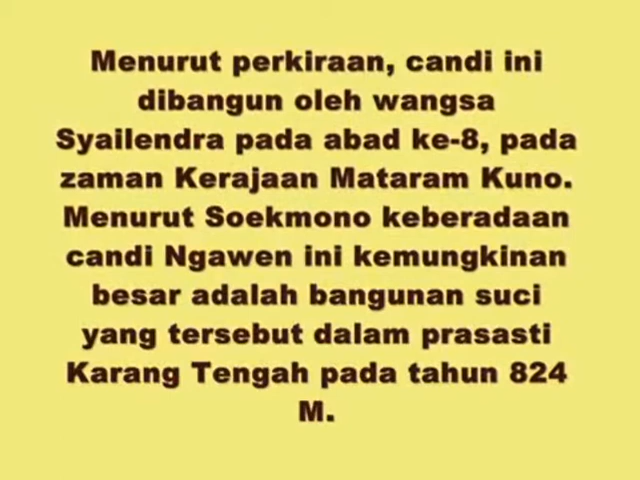 Menurut perkiraan, candi ini
dibangun oleh wangsa
Syailendra pada abad ke-8, pada
zaman Kerajaan Mataram Kuno.
Menurut Soekmono keberadaan
candi Ngawen ini kemungkinan
besar adalah bangunan suci
yang tersebut dalam prasasti
Karang Tengah pada tahun 824
M.